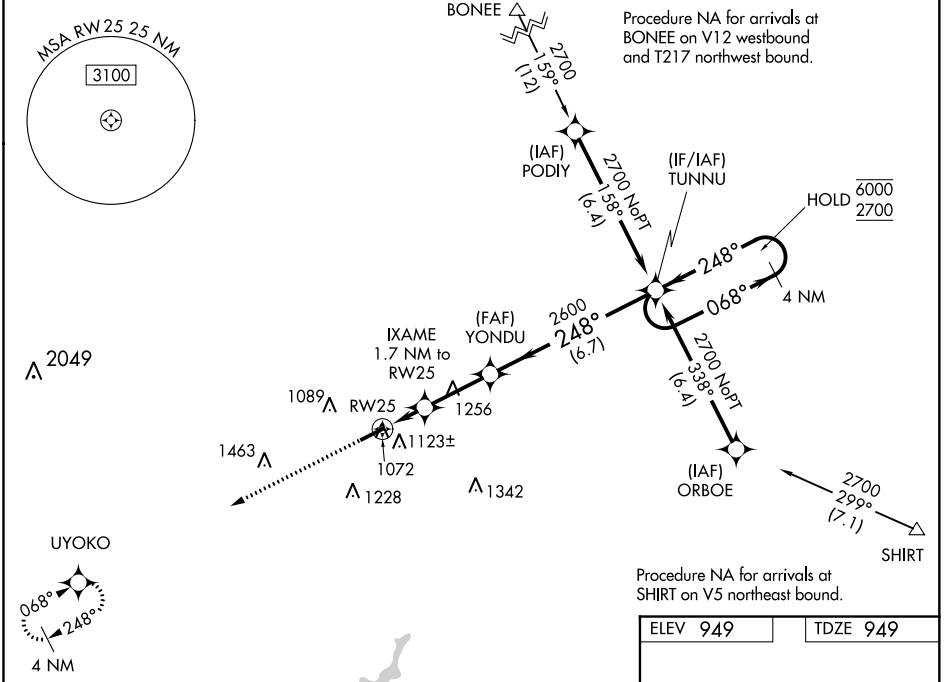 MSA RW25 25 NM
3100
BONEE
2700
159°
(12)
Procedure NA for arrivals at
BONEE on V12 westbound
and T217 northwest bound.
(IAF)
PODIY
2700 NoPT
158°
(6.4)
(IF/IAF)
TUNNU
HOLD
6000
2700
248°
068°
4 NM
2600
248°
(6.7)
(FAF)
YONDU
IXAME
1.7 NM to
RW25
2700 NoPT
338°
(6.4)
2049
1089
RW25
1256
1123±
1463
1072
1228
1342
(IAF)
ORBOE
2700
299°
(7.1)
SHIRT
UYOKO
068°
248°
4 NM
Procedure NA for arrivals at
SHIRT on V5 northeast bound.
ELEV 949
TDZE 949